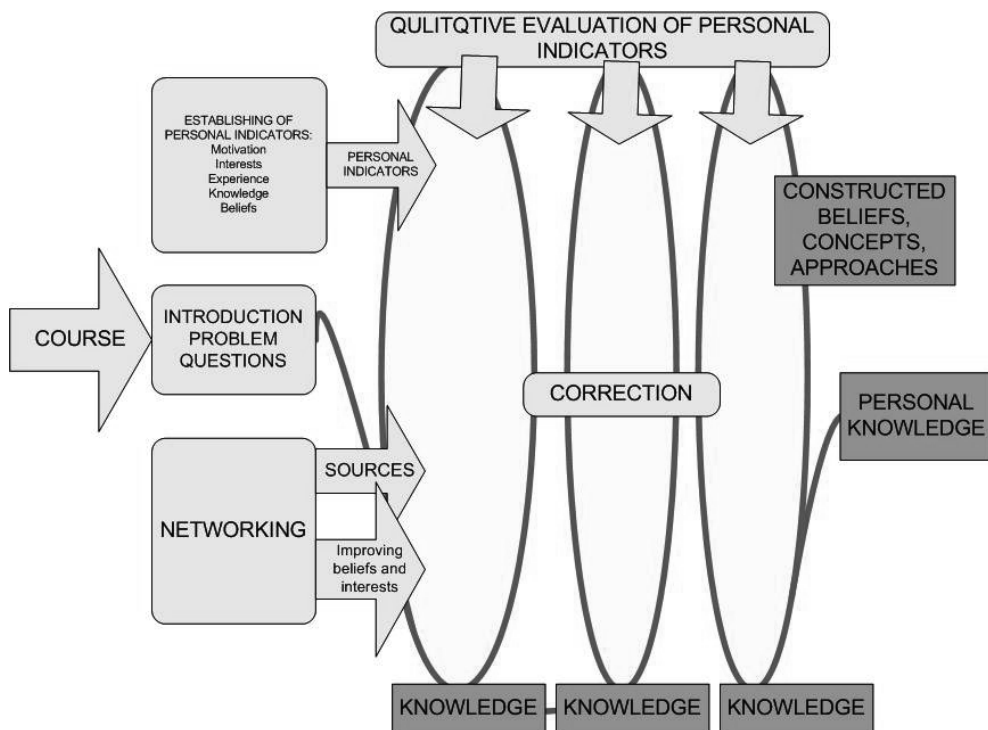 QULITQTIVE EVALUATION OF PERSONAL
INDICATORS
ESTABLISHING OF
PERSONAL INDICATORS:
Motivation
Interests
Experience
Knowledge
Beliefs
PERSONAL
INDICATORS
CONSTRUCTED
BELIEFS,
CONCEPTS,
APPROACHES
COURSE
INTRODUCTION
PROBLEM
QUESTIONS
CORRECTION
PERSONAL
KNOWLEDGE
NETWORKING
SOURCES
Improving
beliefs and
interests
KNOWLEDGE
KNOWLEDGE
KNOWLEDGE